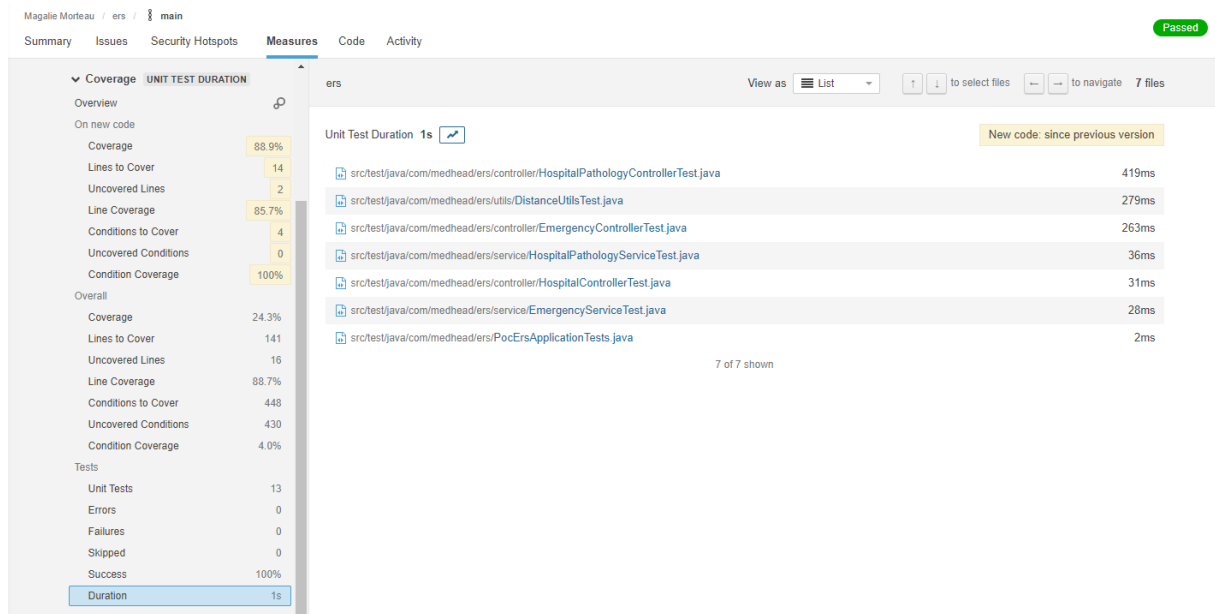 Magalie Morteau / ers / main
Passed
Summary Issues Security Hotspots Measures Code Activity
Coverage UNIT TEST DURATION
Overview
On new code
Coverage 88.9%
Lines to Cover 14
Uncovered Lines 2
Line Coverage 85.7%
Conditions to Cover 4
Uncovered Conditions 0
Condition Coverage 100%
Overall
Coverage 24.3%
Lines to Cover 141
Uncovered Lines 16
Line Coverage 88.7%
Conditions to Cover 448
Uncovered Conditions 430
Condition Coverage 4.0%
Tests
Unit Tests 13
Errors 0
Failures 0
Skipped 0
Success 100%
Duration 1s
ers View as List ↑ ↓ to select files ← → to navigate 7 files
Unit Test Duration 1s New code: since previous version
src/test/java/com/medhead/ers/controller/HospitalPathologyControllerTest.java 419ms
src/test/java/com/medhead/ers/utils/DistanceUtilsTest.java 279ms
src/test/java/com/medhead/ers/controller/EmergencyControllerTest.java 263ms
src/test/java/com/medhead/ers/service/HospitalPathologyServiceTest.java 36ms
src/test/java/com/medhead/ers/controller/HospitalControllerTest.java 31ms
src/test/java/com/medhead/ers/service/EmergencyServiceTest.java 28ms
src/test/java/com/medhead/ers/PocErsApplicationTests.java 2ms
7 of 7 shown